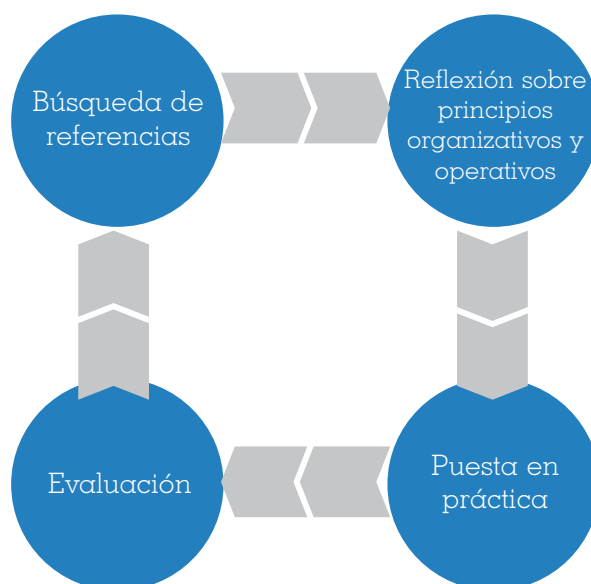 Búsqueda de
referencias
Reflexión sobre
principios
organizativos y
operativos
Puesta en
práctica
Evaluación